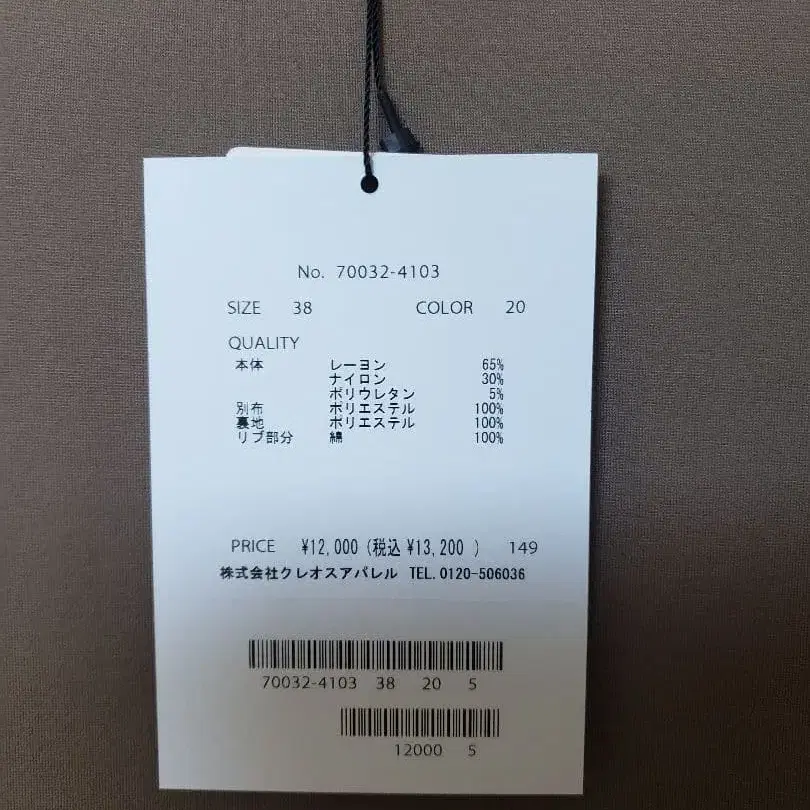 No. 70032-4103
SIZE 38 COLOR 20
QUALITY
本体 レーヨン 65%
ナイロン 30%
ポリウレタン 5%
別布 ポリエステル 100%
裏地 ポリエステル 100%
リブ部分 綿 100%
PRICE ¥12,000 (税込 ¥13,200 ) 149
株式会社クレオスアパレル TEL. 0120-506036
70032-4103 38 20 5
12000 5